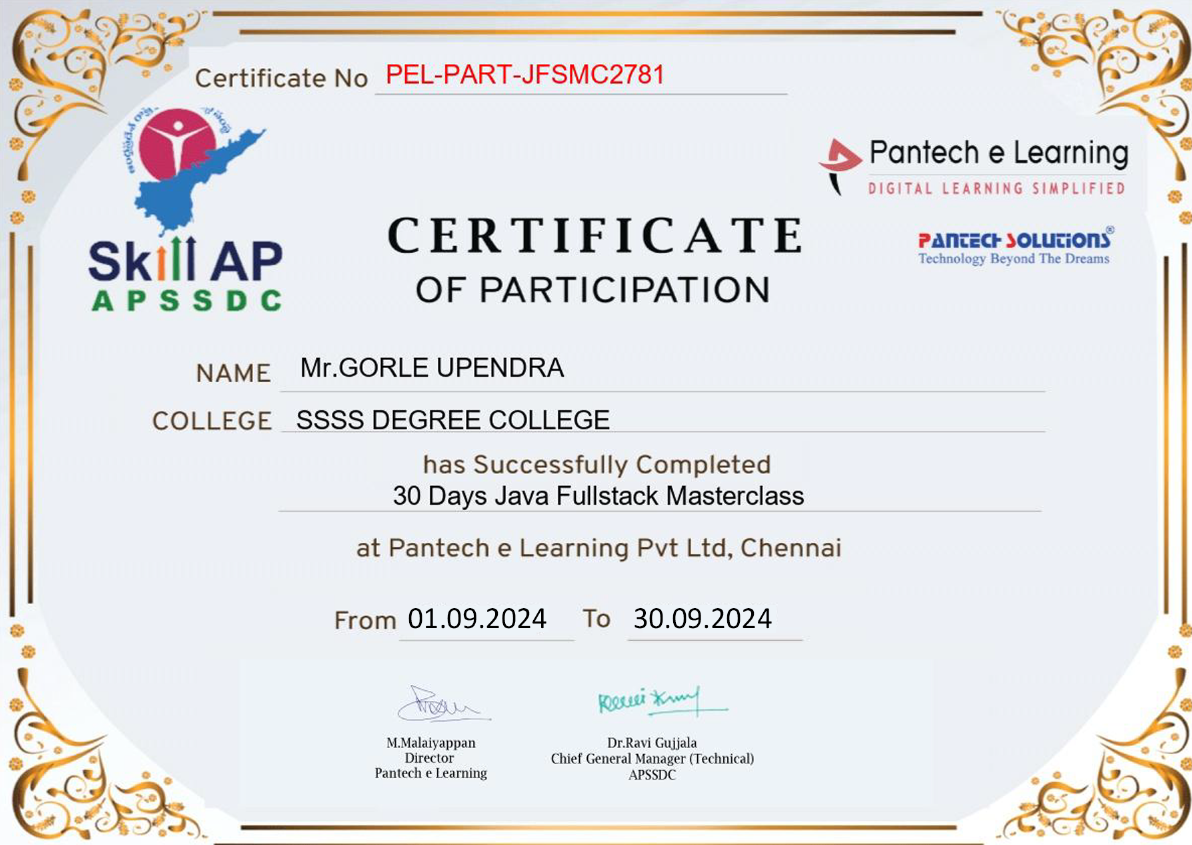 Certificate No PEL-PART-JFSMC2781
Pantech e Learning
DIGITAL LEARNING SIMPLIFIED
PANTECH SOLUTIONS®
Technology Beyond The Dreams
Skill AP
APSSDC
CERTIFICATE
OF PARTICIPATION
NAME Mr.GORLE UPENDRA
COLLEGE SSSS DEGREE COLLEGE
has Successfully Completed
30 Days Java Fullstack Masterclass
at Pantech e Learning Pvt Ltd, Chennai
From 01.09.2024 To 30.09.2024
M.Malaiyappan
Director
Pantech e Learning
Dr.Ravi Gujjala
Chief General Manager (Technical)
APSSDC